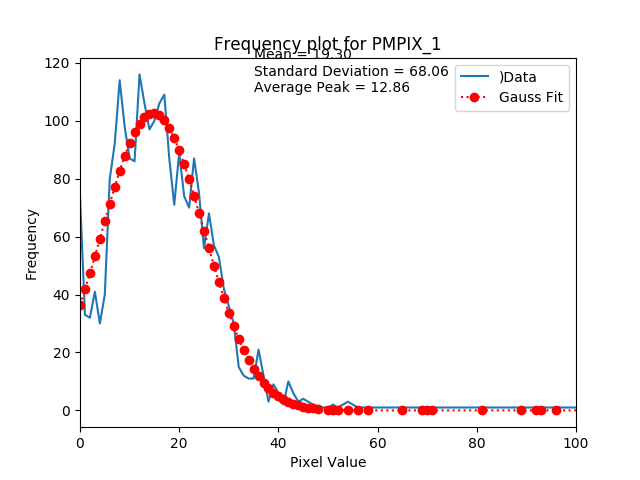 Frequency plot for PMPIX_1
Mean = 19.30
Standard Deviation = 68.06
Average Peak = 12.86
)Data
Gauss Fit
120
100
80
60
40
20
0
Frequency
0 20 40 60 80 100
Pixel Value